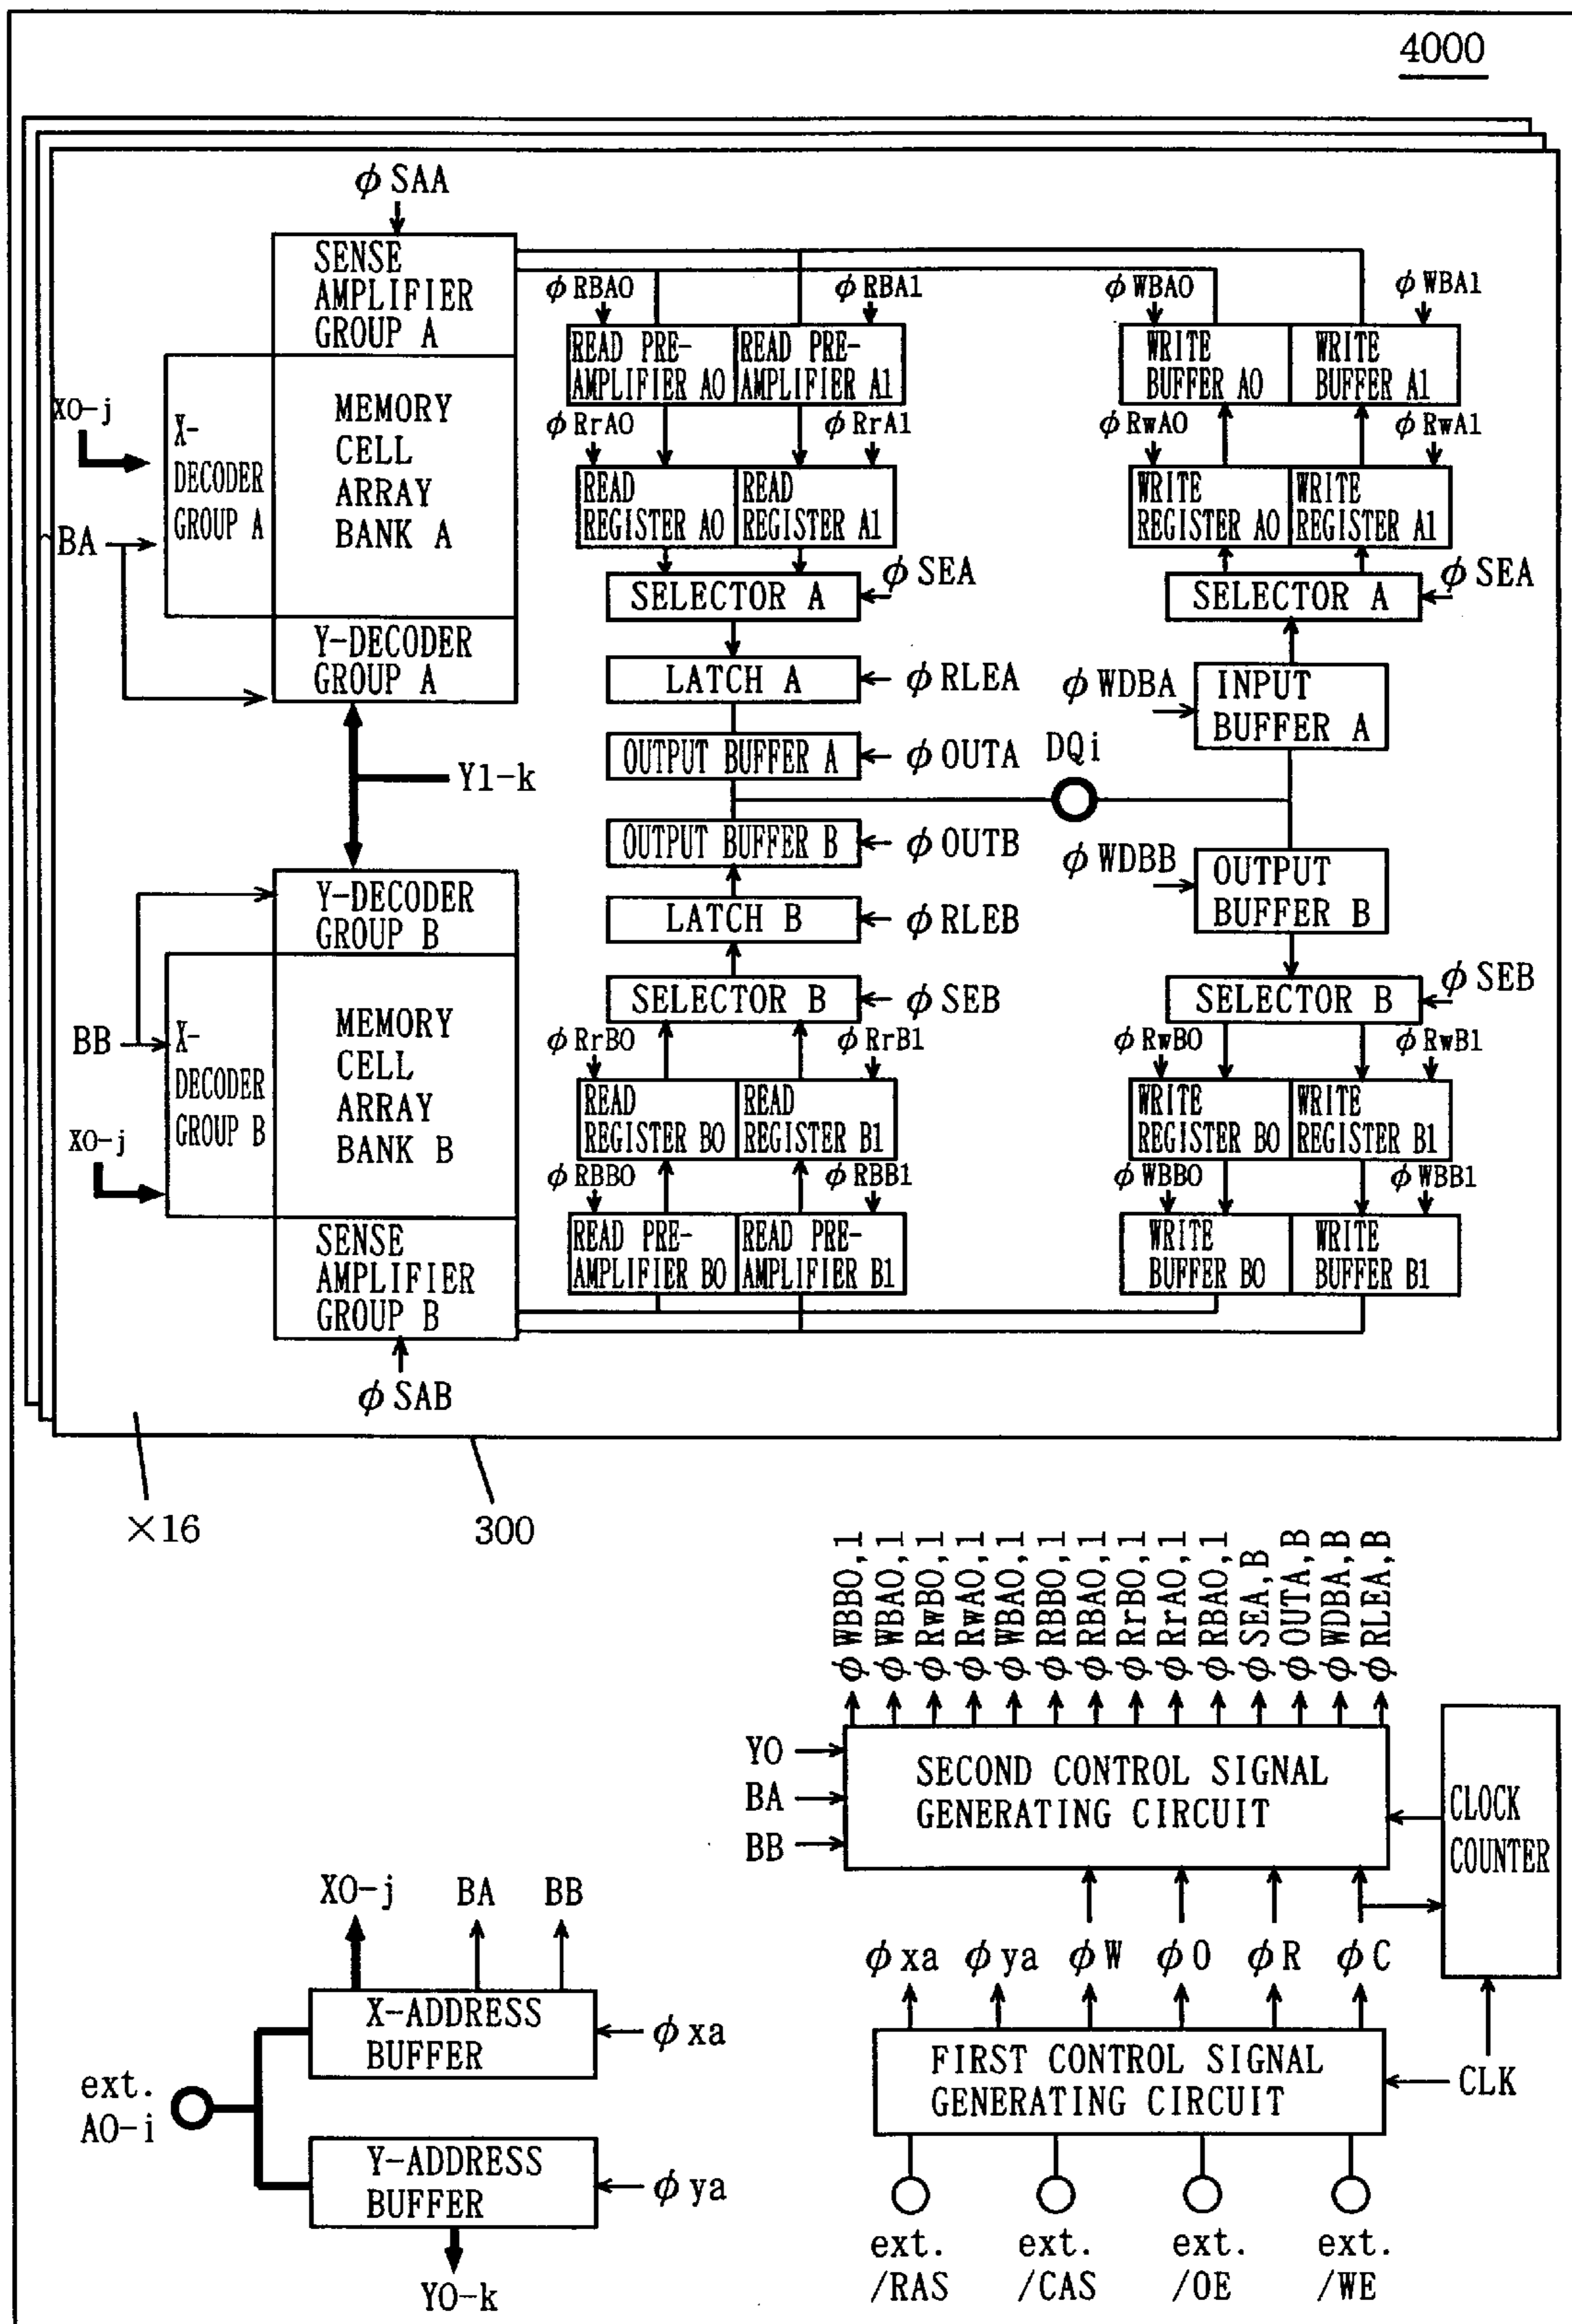 4000
φSAA
SENSE
AMPLIFIER
GROUP A
φRBA0
φRBA1
φWBA0
φWBA1
READ PRE-
AMPLIFIER A0
READ PRE-
AMPLIFIER A1
WRITE
BUFFER A0
WRITE
BUFFER A1
X0-j
X-
DECODER
GROUP A
MEMORY
CELL
ARRAY
BANK A
φRrA0
φRrA1
φRwA0
φRwA1
READ
REGISTER A0
READ
REGISTER A1
WRITE
REGISTER A0
WRITE
REGISTER A1
BA
SELECTOR A
φSEA
SELECTOR A
φSEA
Y-DECODER
GROUP A
LATCH A
φRLEA
φWDBA
INPUT
BUFFER A
OUTPUT BUFFER A
φOUTA
DQi
Y1-k
OUTPUT BUFFER B
φOUTB
φWDBB
OUTPUT
BUFFER B
Y-DECODER
GROUP B
LATCH B
φRLEB
SELECTOR B
φSEB
SELECTOR B
φSEB
BB
X-
DECODER
GROUP B
MEMORY
CELL
ARRAY
BANK B
φRrB0
φRrB1
φRwB0
φRwB1
READ
REGISTER B0
READ
REGISTER B1
WRITE
REGISTER B0
WRITE
REGISTER B1
X0-j
φRBB0
φRBB1
φWBB0
φWBB1
READ PRE-
AMPLIFIER B0
READ PRE-
AMPLIFIER B1
WRITE
BUFFER B0
WRITE
BUFFER B1
SENSE
AMPLIFIER
GROUP B
φSAB
×16
300
φWBB0,1
φWBA0,1
φRwB0,1
φRwA0,1
φWBA0,1
φRBB0,1
φRBA0,1
φRrB0,1
φRrA0,1
φRBA0,1
φSEA,B
φOUTA,B
φWDBA,B
φRLEA,B
Y0
BA
BB
SECOND CONTROL SIGNAL
GENERATING CIRCUIT
CLOCK
COUNTER
φxa
φya
φW
φO
φR
φC
FIRST CONTROL SIGNAL
GENERATING CIRCUIT
CLK
ext.
/RAS
ext.
/CAS
ext.
/OE
ext.
/WE
X0-j
BA
BB
X-ADDRESS
BUFFER
φxa
ext.
A0-i
Y-ADDRESS
BUFFER
φya
Y0-k